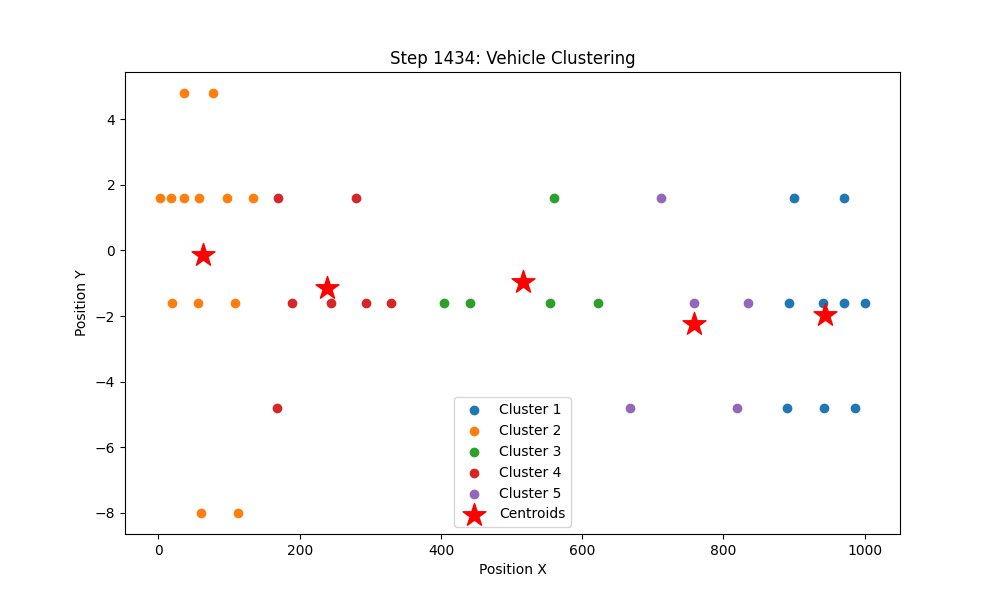 Step 1434: Vehicle Clustering
Position Y
4
2
0
−2
−4
−6
−8
Cluster 1
Cluster 2
Cluster 3
Cluster 4
Cluster 5
Centroids
0 200 400 600 800 1000
Position X